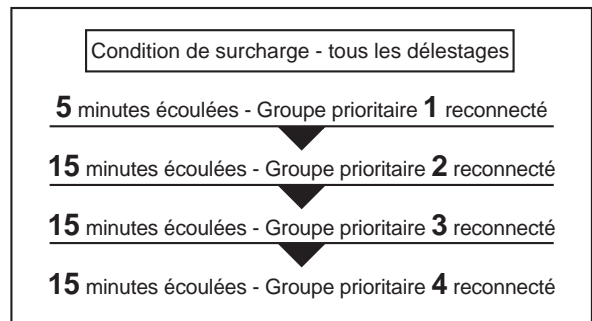 Condition de surcharge - tous les délestages
5 minutes écoulées - Groupe prioritaire 1 reconnecté
15 minutes écoulées - Groupe prioritaire 2 reconnecté
15 minutes écoulées - Groupe prioritaire 3 reconnecté
15 minutes écoulées - Groupe prioritaire 4 reconnecté